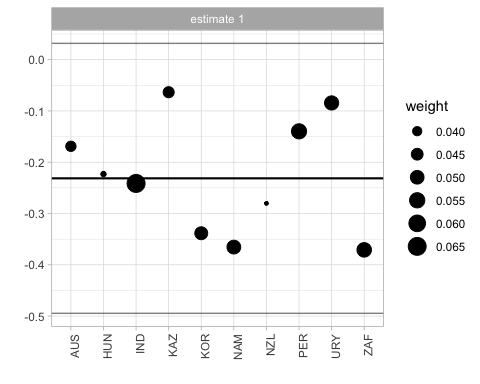 estimate 1
0.0
-0.1
-0.2
-0.3
-0.4
-0.5
AUS
HUN
IND
KAZ
KOR
NAM
NZL
PER
URY
ZAF
weight
0.040
0.045
0.050
0.055
0.060
0.065